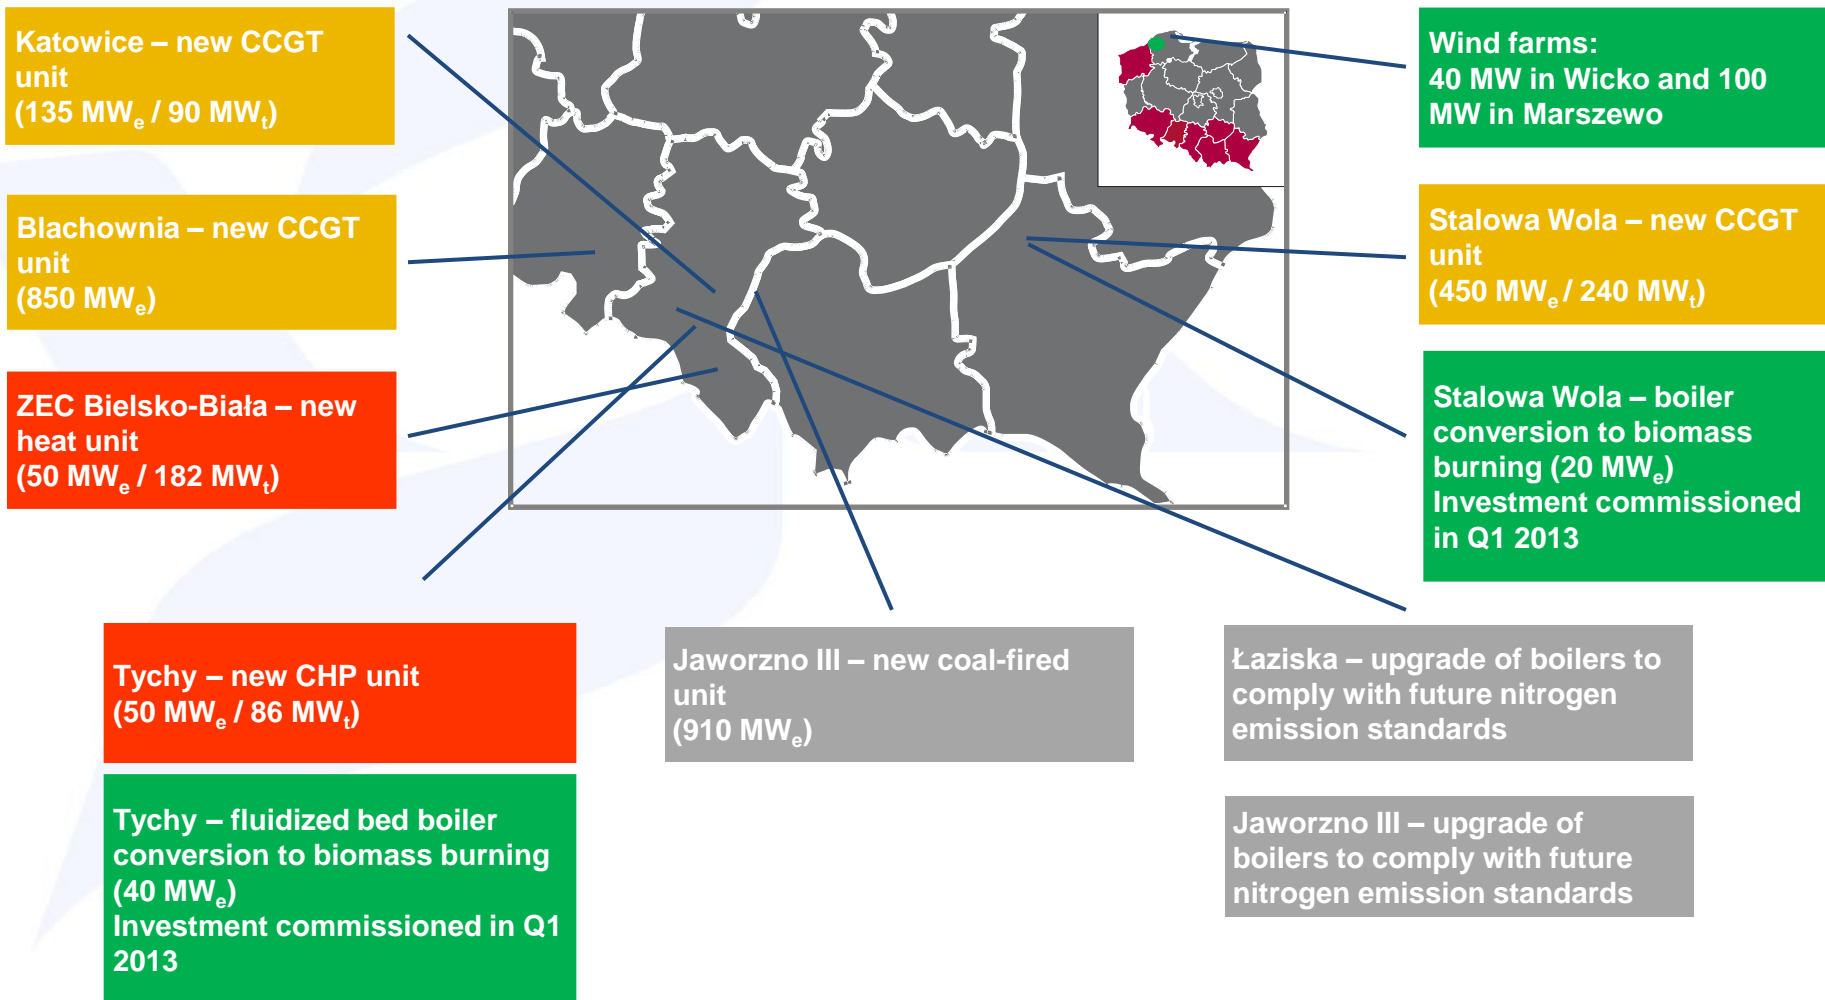 Katowice – new CCGT
unit
(135 MWe / 90 MWt)
Blachownia – new CCGT
unit
(850 MWe)
ZEC Bielsko-Biała – new
heat unit
(50 MWe / 182 MWt)
Wind farms:
40 MW in Wicko and 100
MW in Marszewo
Stalowa Wola – new CCGT
unit
(450 MWe / 240 MWt)
Stalowa Wola – boiler
conversion to biomass
burning (20 MWe)
Investment commissioned
in Q1 2013
Tychy – new CHP unit
(50 MWe / 86 MWt)
Tychy – fluidized bed boiler
conversion to biomass burning
(40 MWe)
Investment commissioned in Q1
2013
Jaworzno III – new coal-fired
unit
(910 MWe)
Łaziska – upgrade of boilers to
comply with future nitrogen
emission standards
Jaworzno III – upgrade of
boilers to comply with future
nitrogen emission standards